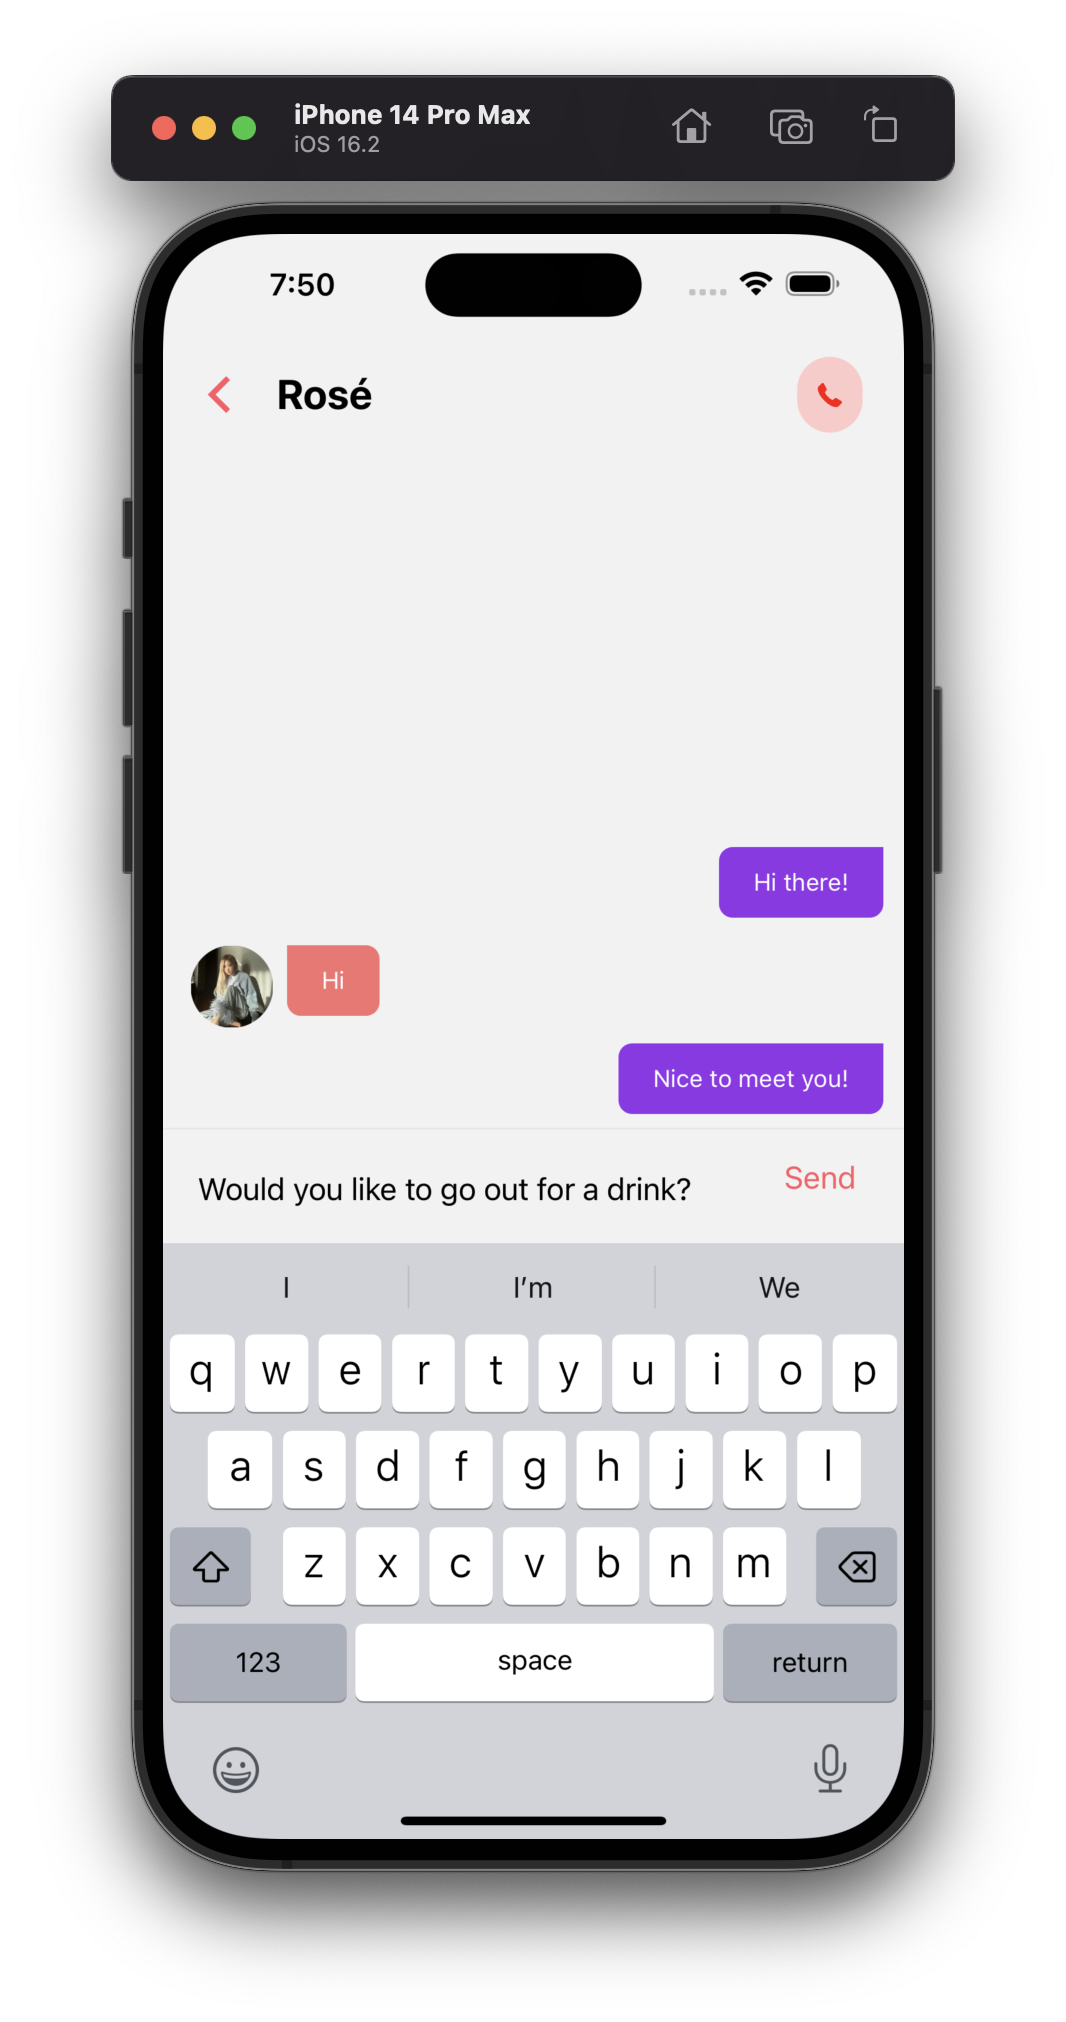 iPhone 14 Pro Max
iOS 16.2
7:50
Rosé
Hi there!
Hi
Nice to meet you!
Would you like to go out for a drink?
Send
I
I'm
We
q w e r t y u i o p
a s d f g h j k l
z x c v b n m
123 space return